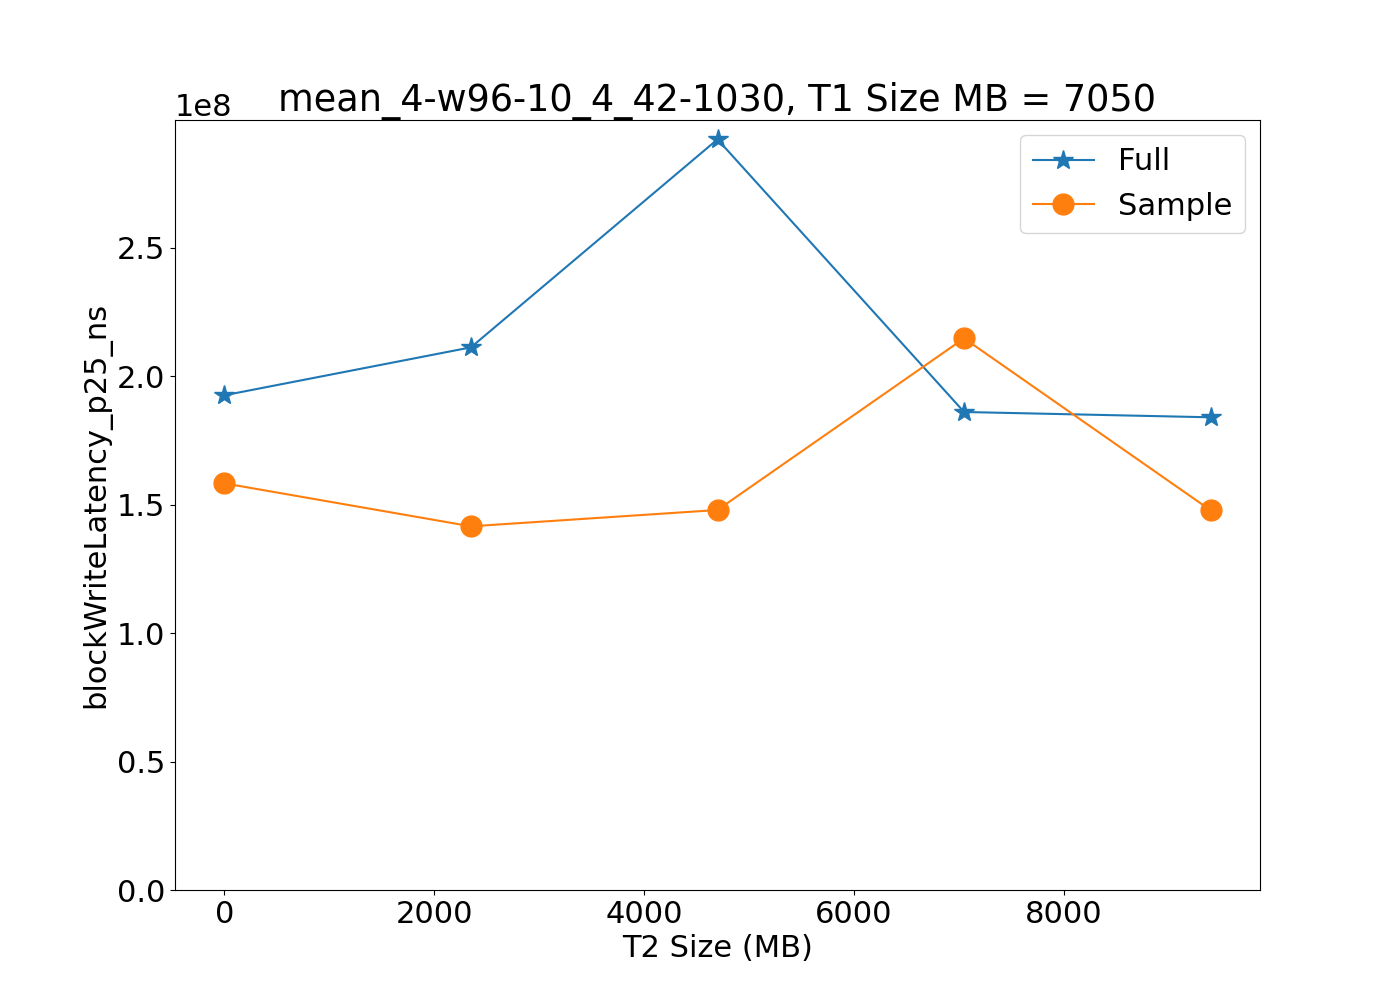 mean_4-w96-10_4_42-1030, T1 Size MB = 7050
1e8
Full
Sample
2.5
2.0
1.5
1.0
0.5
0.0
blockWriteLatency_p25_ns
0 2000 4000 6000 8000
T2 Size (MB)